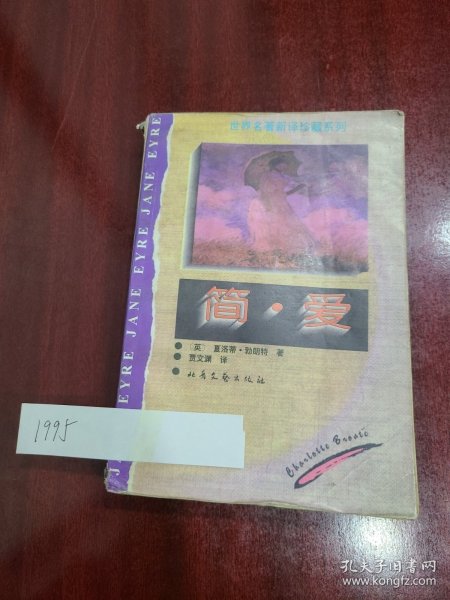 世界名著新译珍藏系列
简·爱
[英] 夏洛蒂·勃朗特 著
贾文渊 译
北岳文艺出版社
Charlotte Brontë
JANE EYRE JANE EYRE JANE EYRE
1995
孔夫子旧书网
www.kongfz.com